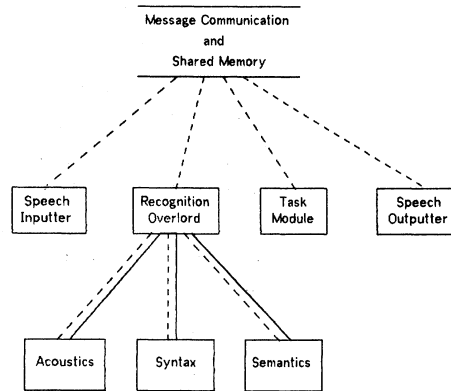 Message Communication
and
Shared Memory
Speech
Inputter
Recognition
Overlord
Task
Module
Speech
Outputter
Acoustics
Syntax
Semantics